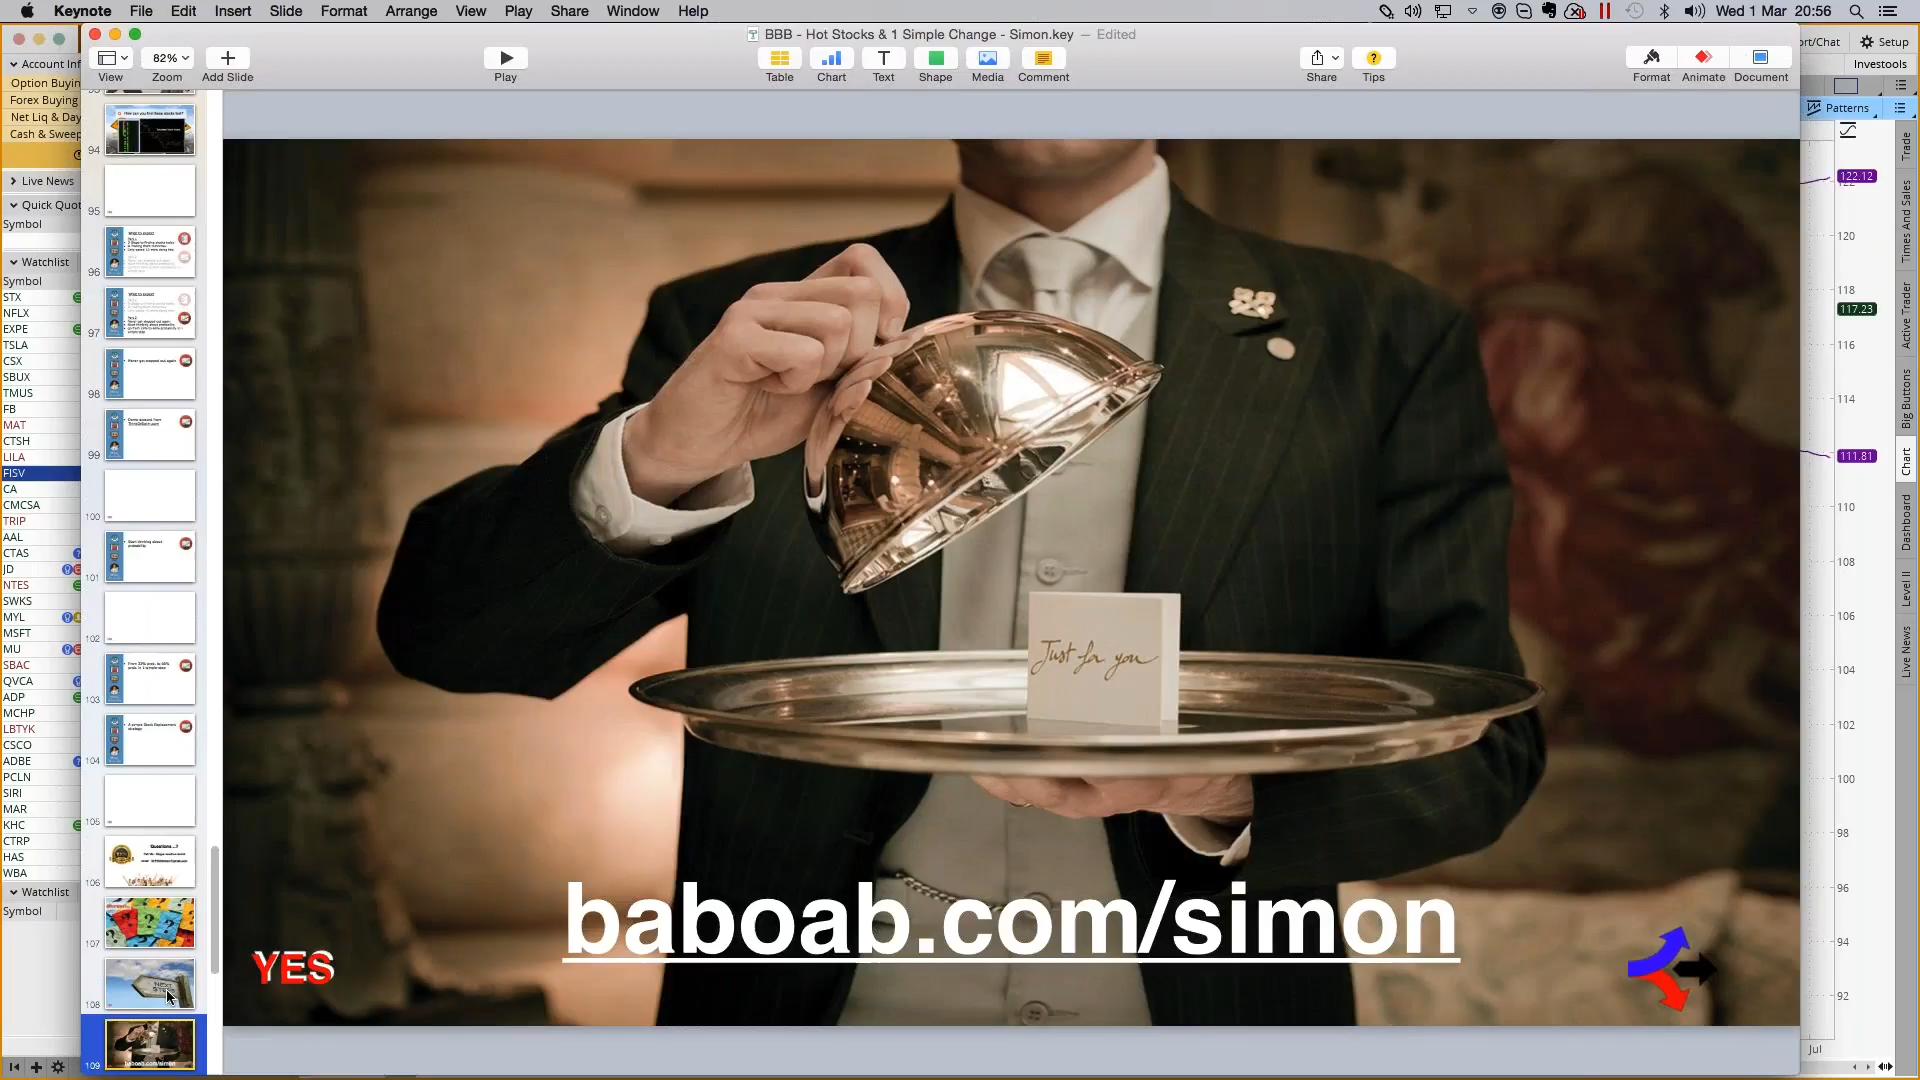 Keynote File Edit Insert Slide Format Arrange View Play Share Window Help
Wed 1 Mar 20:56
BBB - Hot Stocks & 1 Simple Change - Simon.key — Edited
82%
View Zoom Add Slide
Play
Table Chart Text Shape Media Comment
Share Tips
Format Animate Document
ort/Chat Setup
Investools
Patterns
Account Inf
Option Buyin
Forex Buying
Net Liq & Day
Cash & Sweep
Live News
Quick Quot
Symbol
Watchlist
Symbol
STX
NFLX
EXPE
TSLA
CSX
SBUX
TMUS
FB
MAT
CTSH
LILA
FISV
CA
CMCSA
TRIP
AAL
CTAS
JD
NTES
SWKS
MYL
MSFT
MU
SBAC
QVCA
ADP
MCHP
LBTYK
CSCO
ADBE
PCLN
SIRI
MAR
KHC
CTRP
HAS
WBA
Watchlist
Symbol
94
95
96
97
98
99
100
101
102
103
104
105
106
107
108
109
Just for you
baboab.com/simon
YES
122.12
120
118
117.23
116
114
112
111.81
110
108
106
104
102
100
98
96
94
92
Jul
Trade
Times And Sales
Active Trader
Big Buttons
Chart
Dashboard
Level II
Live News